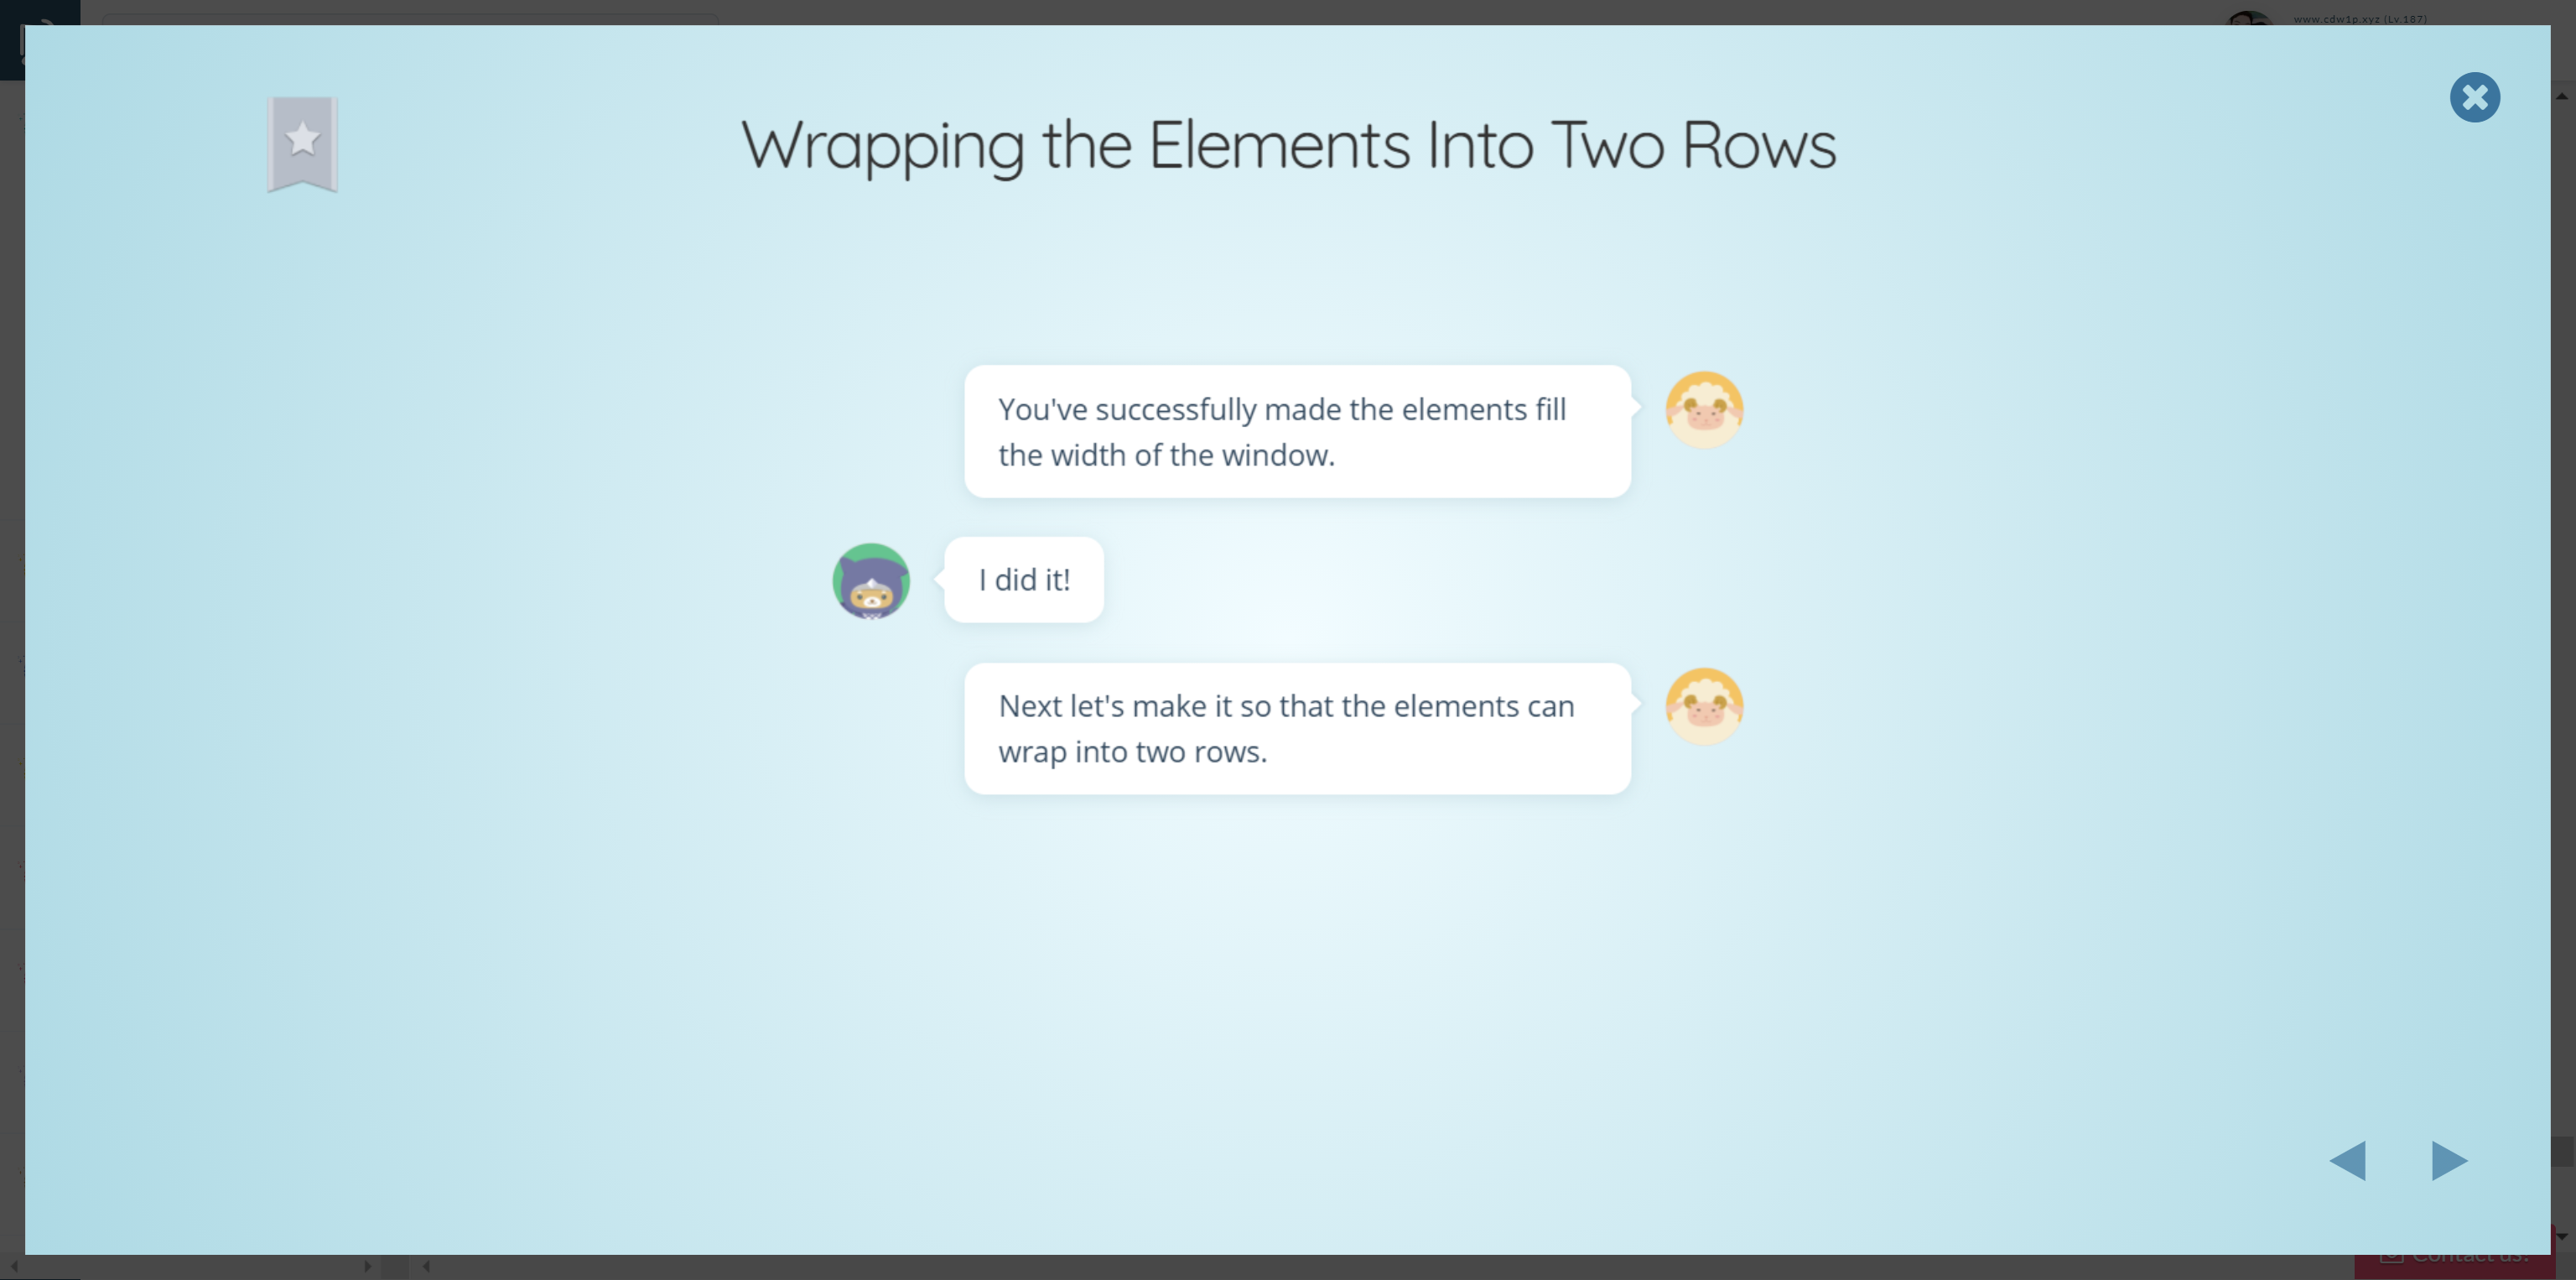 www.cdw1p.xyz (Lv.187)
Wrapping the Elements Into Two Rows
You've successfully made the elements fill
the width of the window.
I did it!
Next let's make it so that the elements can
wrap into two rows.
Contact us!